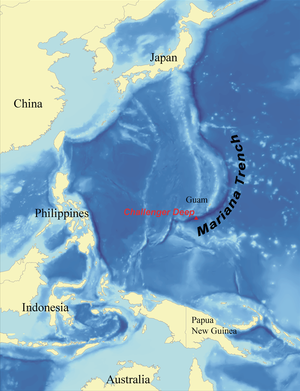 Japan
China
Guam
Mariana Trench
Challenger Deep
Philippines
Indonesia
Papua
New Guinea
Australia